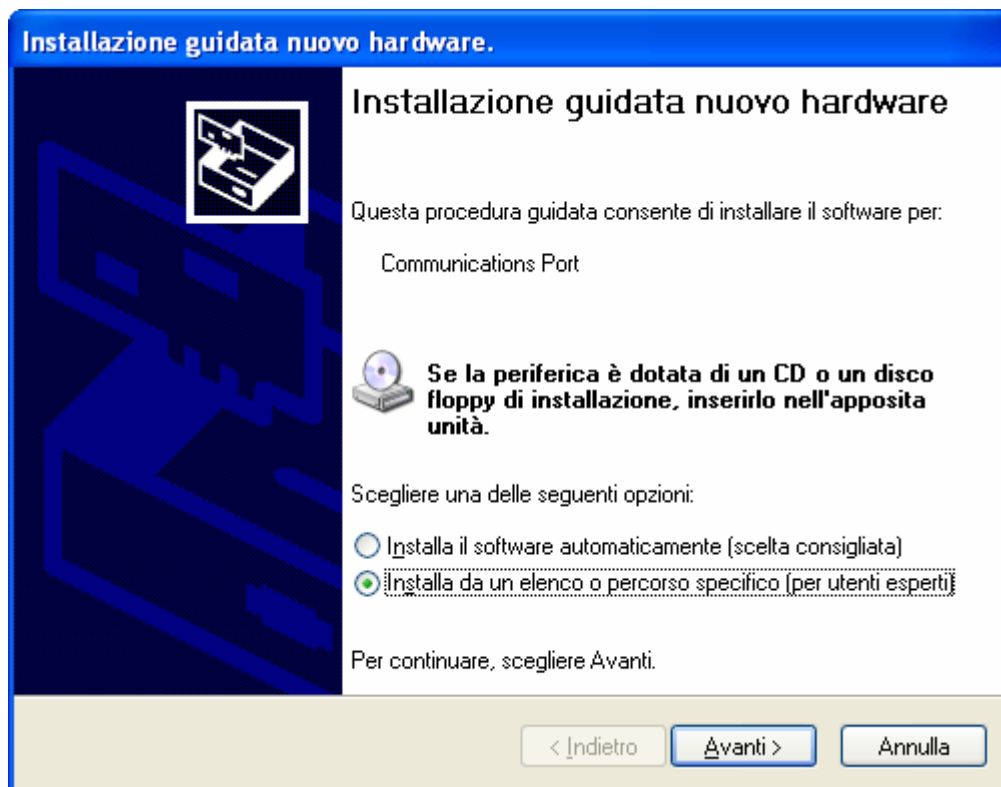 Installazione guidata nuovo hardware.
Installazione guidata nuovo hardware
Questa procedura guidata consente di installare il software per:
Communications Port
Se la periferica è dotata di un CD o un disco
floppy di installazione, inserirlo nell'apposita
unità.
Scegliere una delle seguenti opzioni:
Installa il software automaticamente (scelta consigliata)
Installa da un elenco o percorso specifico (per utenti esperti)
Per continuare, scegliere Avanti.
< Indietro Avanti > Annulla